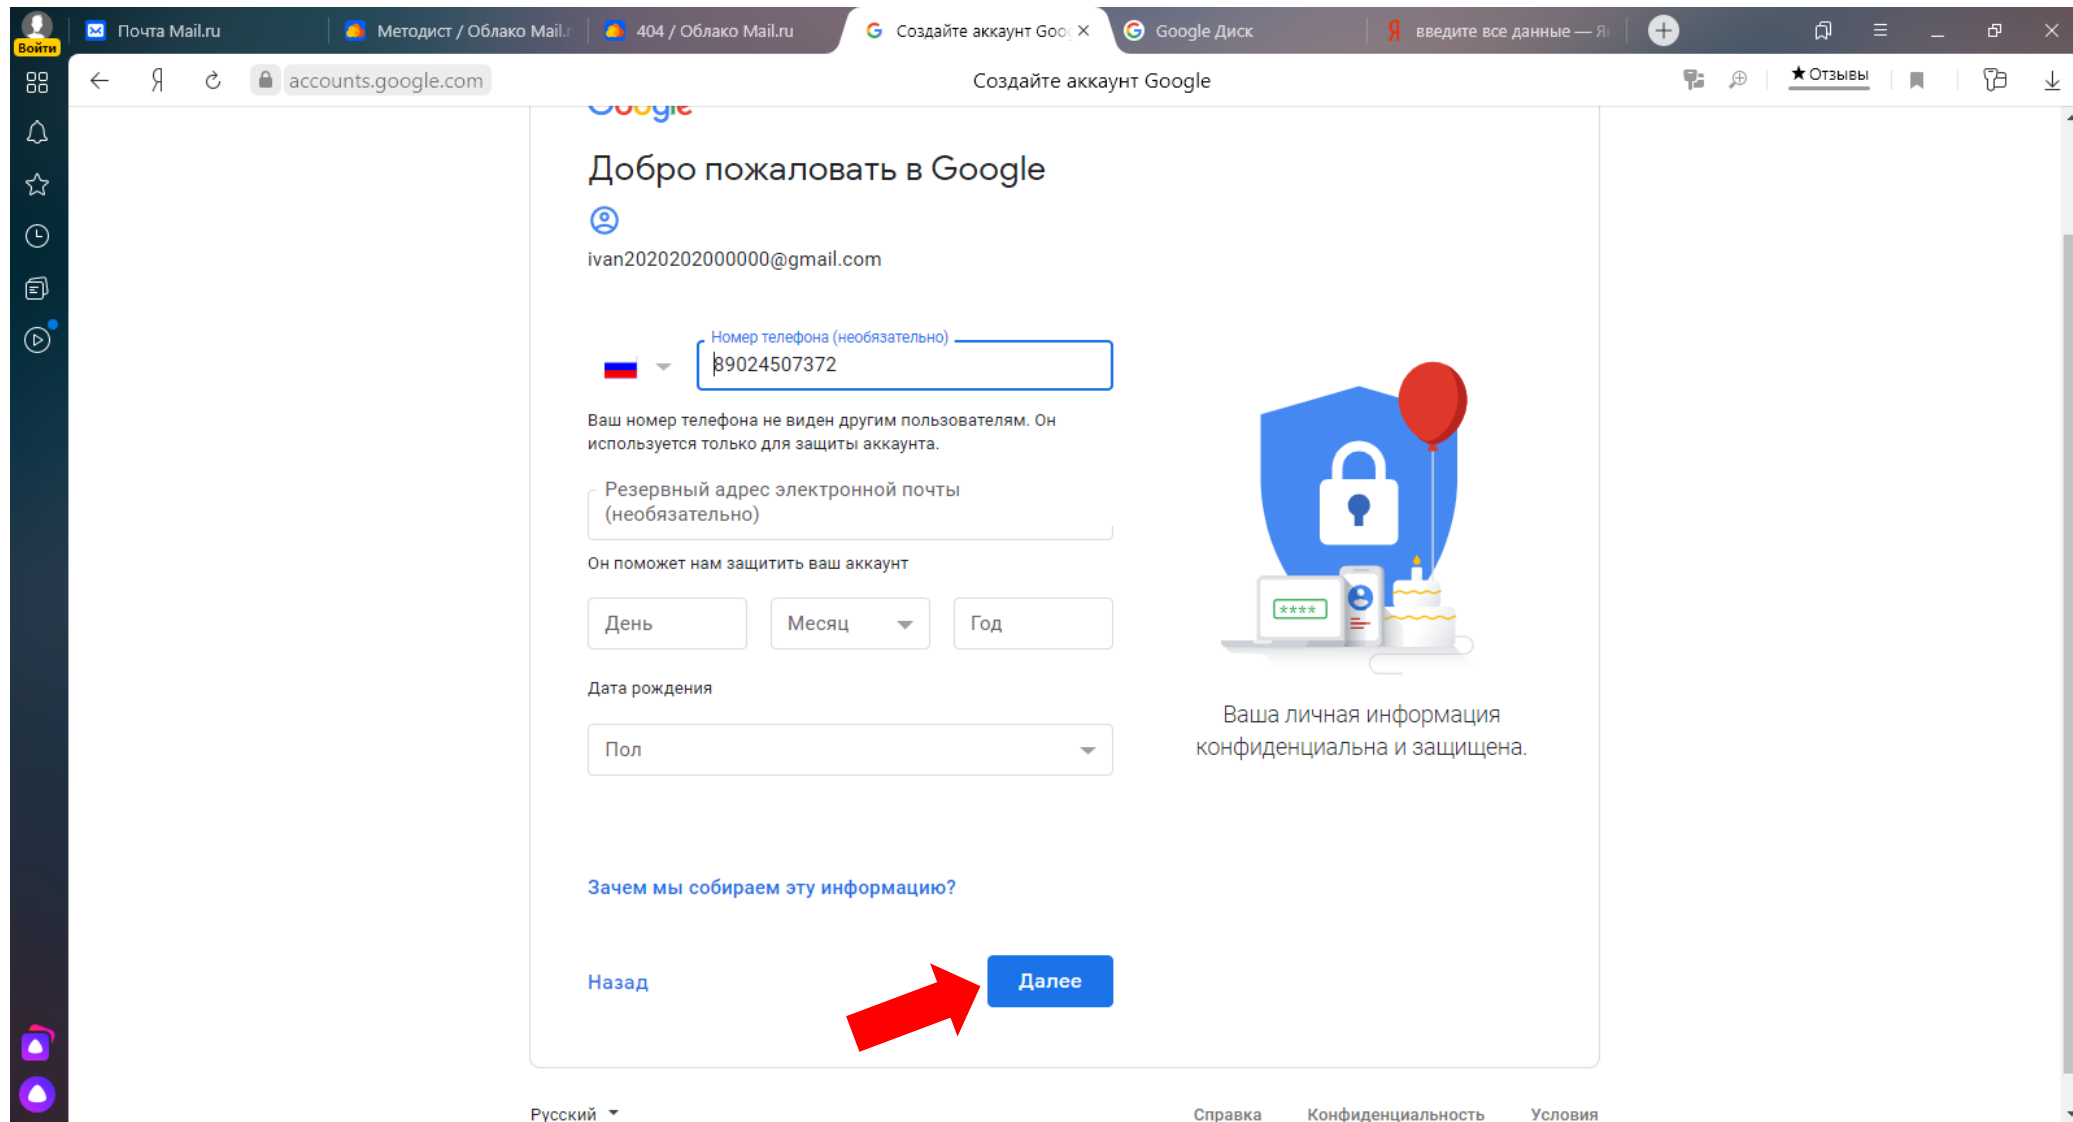 Войти
Почта Mail.ru
Методист / Облако Mail.r
404 / Облако Mail.ru
Создайте аккаунт Goog
Google Диск
введите все данные — Я
accounts.google.com
Создайте аккаунт Google
★ Отзывы
Google
Добро пожаловать в Google
ivan2020202000000@gmail.com
Номер телефона (необязательно)
89024507372
Ваш номер телефона не виден другим пользователям. Он
используется только для защиты аккаунта.
Резервный адрес электронной почты
(необязательно)
Он поможет нам защитить ваш аккаунт
День
Месяц
Год
Дата рождения
Пол
****
Ваша личная информация
конфиденциальна и защищена.
Зачем мы собираем эту информацию?
Назад
Далее
Русский
Справка
Конфиденциальность
Условия